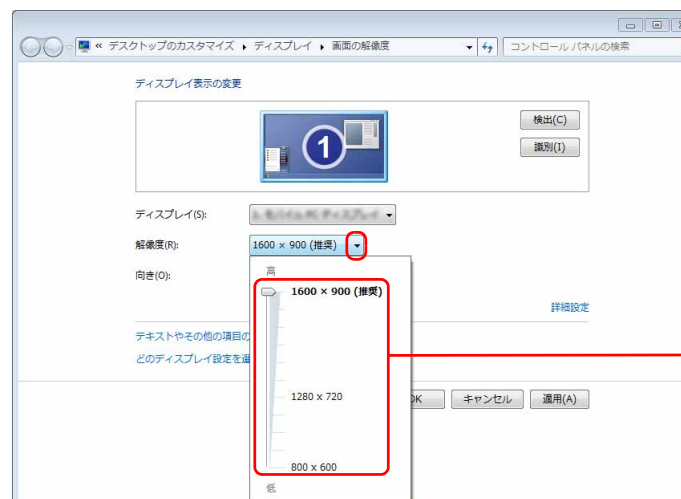 « デスクトップのカスタマイズ ▸ ディスプレイ ▸ 画面の解像度
コントロール パネルの検索
ディスプレイ表示の変更
1
検出(C)
識別(I)
ディスプレイ(S):
解像度(R):
1600 × 900 (推奨)
向き(O):
高
1600 × 900 (推奨)
詳細設定
テキストやその他の項目の
どのディスプレイ設定を
1280 x 720
キャンセル
適用(A)
800 x 600
低